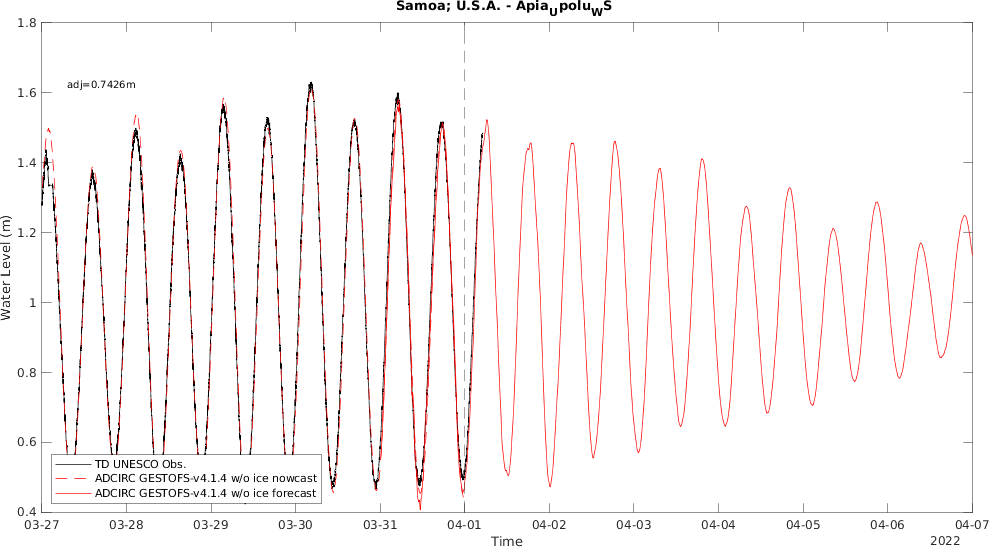 Samoa; U.S.A. - ApiaUpoluWS
1.8
1.6
1.4
1.2
1
0.8
0.6
0.4
Water Level (m)
adj=0.7426m
TD UNESCO Obs.
ADCIRC GESTOFS-v4.1.4 w/o ice nowcast
ADCIRC GESTOFS-v4.1.4 w/o ice forecast
03-27 03-28 03-29 03-30 03-31 04-01 04-02 04-03 04-04 04-05 04-06 04-07
Time
2022